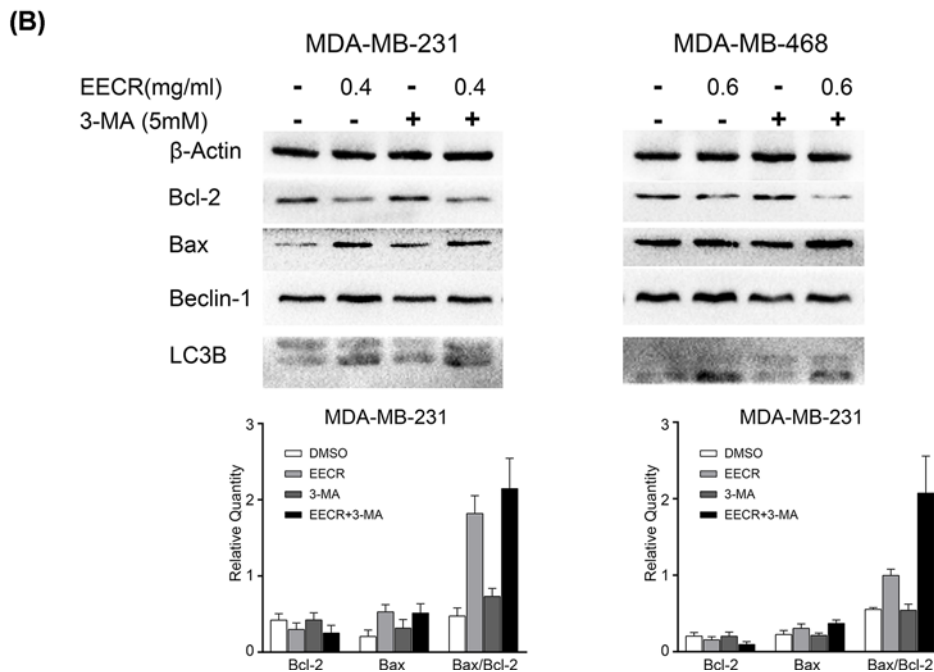 (B)
MDA-MB-231 MDA-MB-468
EECR(mg/ml) - 0.4 - 0.4 - 0.6 - 0.6
3-MA (5mM) - - + + - - + +
β-Actin
Bcl-2
Bax
Beclin-1
LC3B
MDA-MB-231
3
2
1
0
Relative Quantity
DMSO
EECR
3-MA
EECR+3-MA
Bcl-2 Bax Bax/Bcl-2
MDA-MB-231
3
2
1
0
Relative Quantity
DMSO
EECR
3-MA
EECR+3-MA
Bcl-2 Bax Bax/Bcl-2